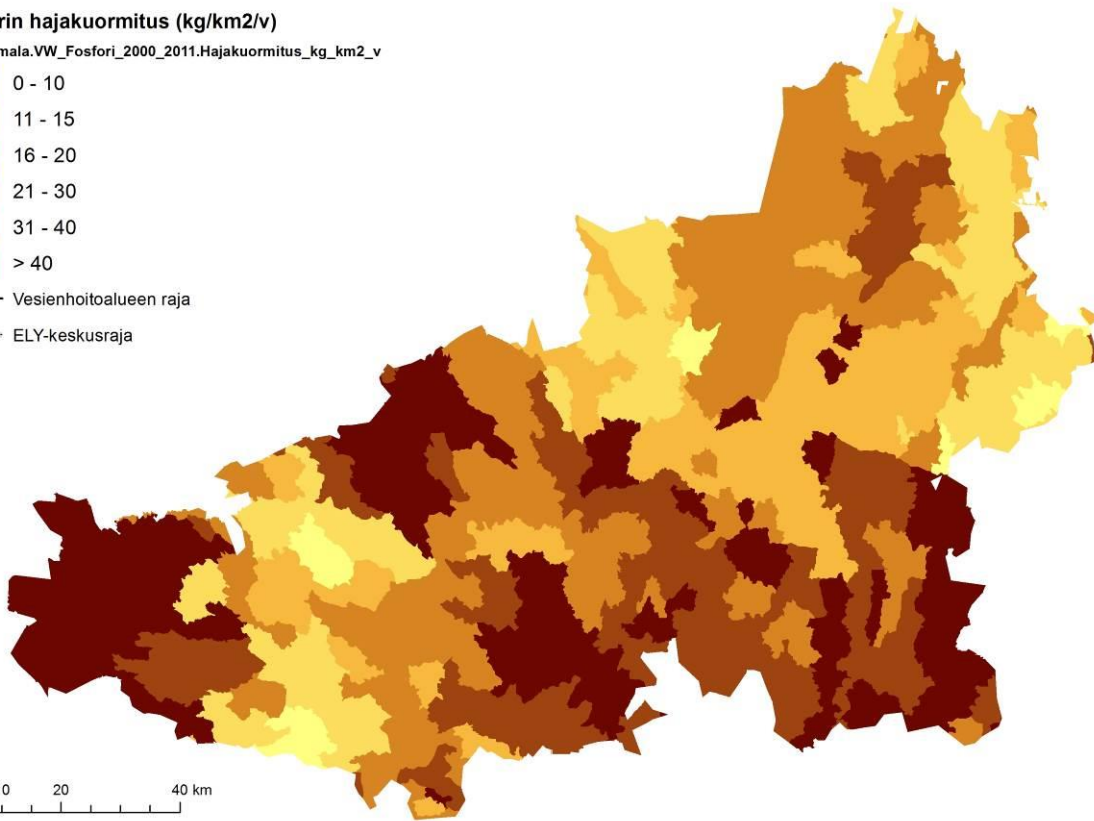 rin hajakuormitus (kg/km2/v)
mala.VW_Fosfori_2000_2011.Hajakuormitus_kg_km2_v
0 - 10
11 - 15
16 - 20
21 - 30
31 - 40
> 40
Vesienhoitoalueen raja
ELY-keskusraja
0 20 40 km